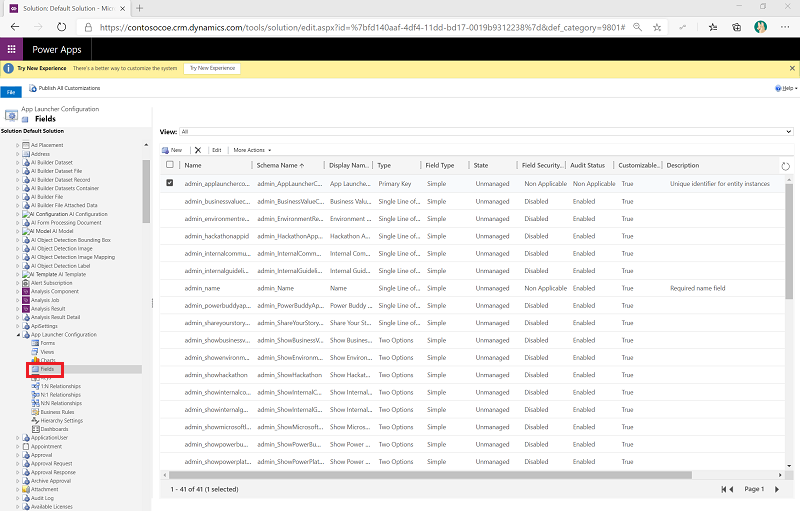 Solution: Default Solution - Micr
https://contosocoe.crm.dynamics.com/tools/solution/edit.aspx?id=%7bfd140aaf-4df4-11dd-bd17-0019b9312238%7d&def_category=9801#
Power Apps
Try New Experience There's a better way to customize the system Try New Experience
File Publish All Customizations Help
App Launcher Configuration
Fields
Solution Default Solution
Ad Placement
Address
AI Builder Dataset
AI Builder Dataset File
AI Builder Dataset Record
AI Builder Datasets Container
AI Builder File
AI Builder File Attached Data
AI Configuration AI Configuration
AI Form Processing Document
AI Model AI Model
AI Object Detection Bounding Box
AI Object Detection Image
AI Object Detection Image Mapping
AI Object Detection Label
AI Template AI Template
Alert Subscription
Analysis Component
Analysis Job
Analysis Result
Analysis Result Detail
ApiSettings
App Launcher Configuration
Forms
Views
Charts
Fields
1:N Relationships
N:1 Relationships
N:N Relationships
Business Rules
Hierarchy Settings
Dashboards
ApplicationUser
Appointment
Approval
Approval Request
Approval Response
Archive Approval
Attachment
Audit Log
Available Licenses
View: All
New Edit More Actions
Name Schema Name Display Nam... Type Field Type State Field Security... Audit Status Customizable... Description
admin_applauncherco... admin_AppLauncherC... App Launche... Primary Key Simple Unmanaged Non Applicable Non Applicable True Unique identifier for entity instances
admin_businessvaluec... admin_BusinessValueC... Business Valu... Single Line of... Simple Unmanaged Disabled Enabled True
admin_environmentre... admin_EnvironmentRe... Environment ... Single Line of... Simple Unmanaged Disabled Enabled True
admin_hackathonappid admin_HackathonApp... Hackathon A... Single Line of... Simple Unmanaged Disabled Enabled True
admin_internalcommu... admin_InternalComm... Internal Com... Single Line of... Simple Unmanaged Disabled Enabled True
admin_internalguideli... admin_InternalGuideli... Internal Guid... Single Line of... Simple Unmanaged Disabled Enabled True
admin_name admin_Name Name Single Line of... Simple Unmanaged Non Applicable Enabled True Required name field
admin_powerbuddyap... admin_PowerBuddyAp... Power Buddy ... Single Line of... Simple Unmanaged Disabled Enabled True
admin_shareyourstory... admin_ShareYourStory... Share Your St... Single Line of... Simple Unmanaged Disabled Enabled True
admin_showbusinessv... admin_ShowBusinessV... Show Busines... Two Options Simple Unmanaged Disabled Enabled True
admin_showenvironm... admin_ShowEnvironm... Show Environ... Two Options Simple Unmanaged Disabled Enabled True
admin_showhackathon admin_ShowHackathon Show Hackat... Two Options Simple Unmanaged Disabled Enabled True
admin_showinternalco... admin_ShowInternalC... Show Internal... Two Options Simple Unmanaged Disabled Enabled True
admin_showinternalg... admin_ShowInternalG... Show Internal... Two Options Simple Unmanaged Disabled Enabled True
admin_showmicrosoftl... admin_ShowMicrosoft... Show Micros... Two Options Simple Unmanaged Disabled Enabled True
admin_showpowerbu... admin_ShowPowerBu... Show Power ... Two Options Simple Unmanaged Disabled Enabled True
admin_showpowerplat... admin_ShowPowerPlat... Show Power ... Two Options Simple Unmanaged Disabled Enabled True
1 - 41 of 41 (1 selected) Page 1